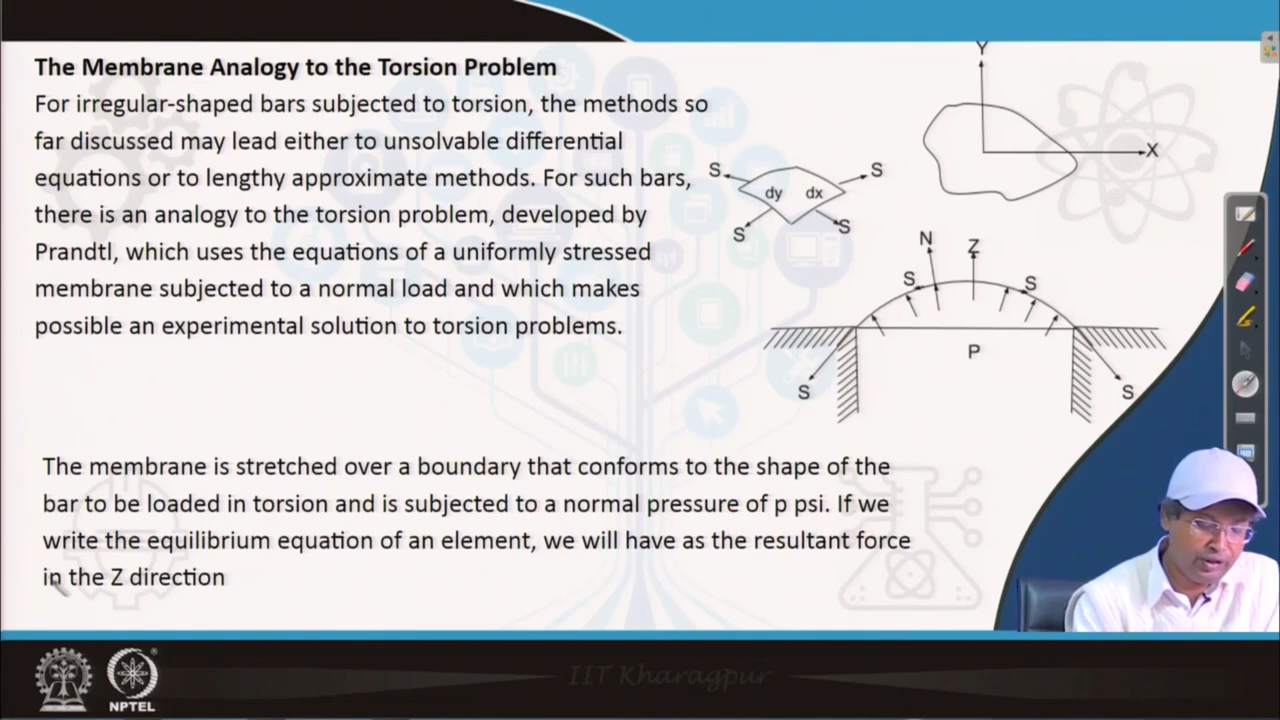 The Membrane Analogy to the Torsion Problem
For irregular-shaped bars subjected to torsion, the methods so
far discussed may lead either to unsolvable differential
equations or to lengthy approximate methods. For such bars,
there is an analogy to the torsion problem, developed by
Prandtl, which uses the equations of a uniformly stressed
membrane subjected to a normal load and which makes
possible an experimental solution to torsion problems.
Y
X
S
S
dy
dx
S
S
N
Z
S
S
P
S
S
The membrane is stretched over a boundary that conforms to the shape of the
bar to be loaded in torsion and is subjected to a normal pressure of p psi. If we
write the equilibrium equation of an element, we will have as the resultant force
in the Z direction
IIT Kharagpur
NPTEL